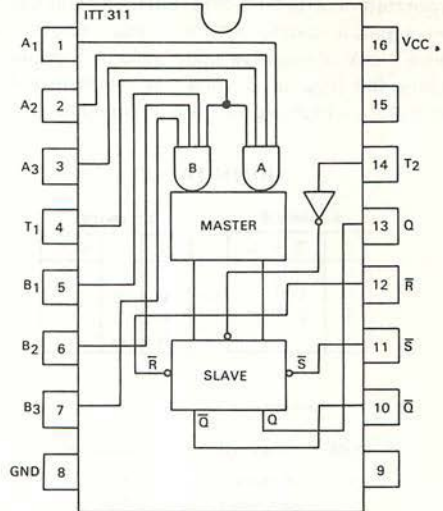 ITT 311
A1 1
16 VCC
A2 2
15
A3 3
14 T2
B A
T1 4
13 Q
MASTER
B1 5
12 R̅
B2 6
11 S̅
R̅ SLAVE S̅
B3 7
10 Q̅
Q̅ Q
GND 8
9